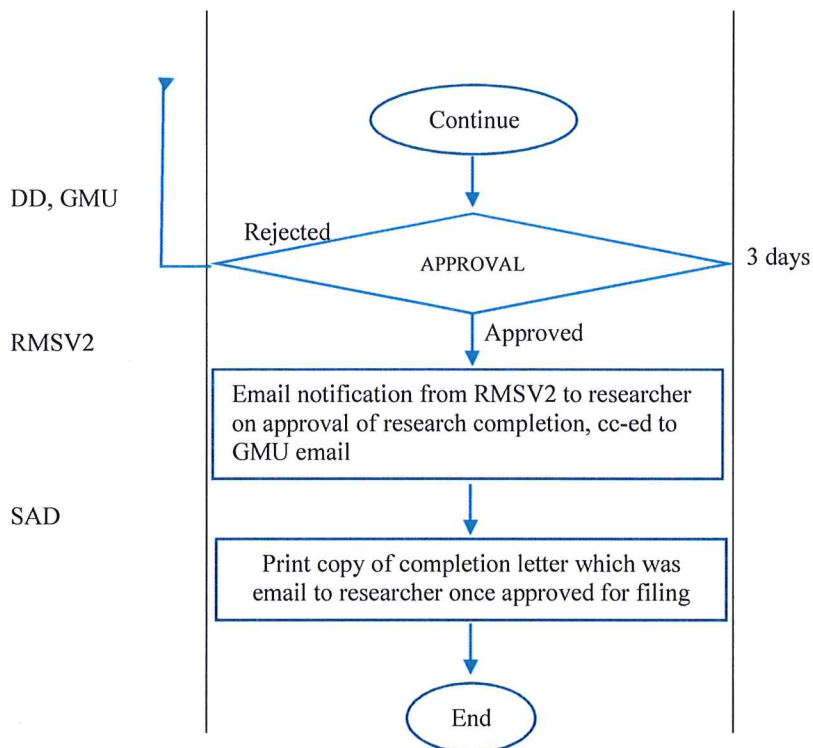 Continue
DD, GMU
Rejected
APPROVAL
3 days
Approved
RMSV2
Email notification from RMSV2 to researcher
on approval of research completion, cc-ed to
GMU email
SAD
Print copy of completion letter which was
email to researcher once approved for filing
End